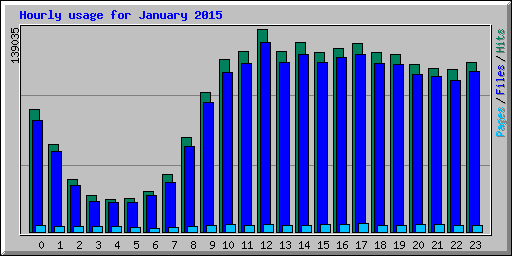 Hourly usage for January 2015
139035
Pages / Files / Hits
0 1 2 3 4 5 6 7 8 9 10 11 12 13 14 15 16 17 18 19 20 21 22 23